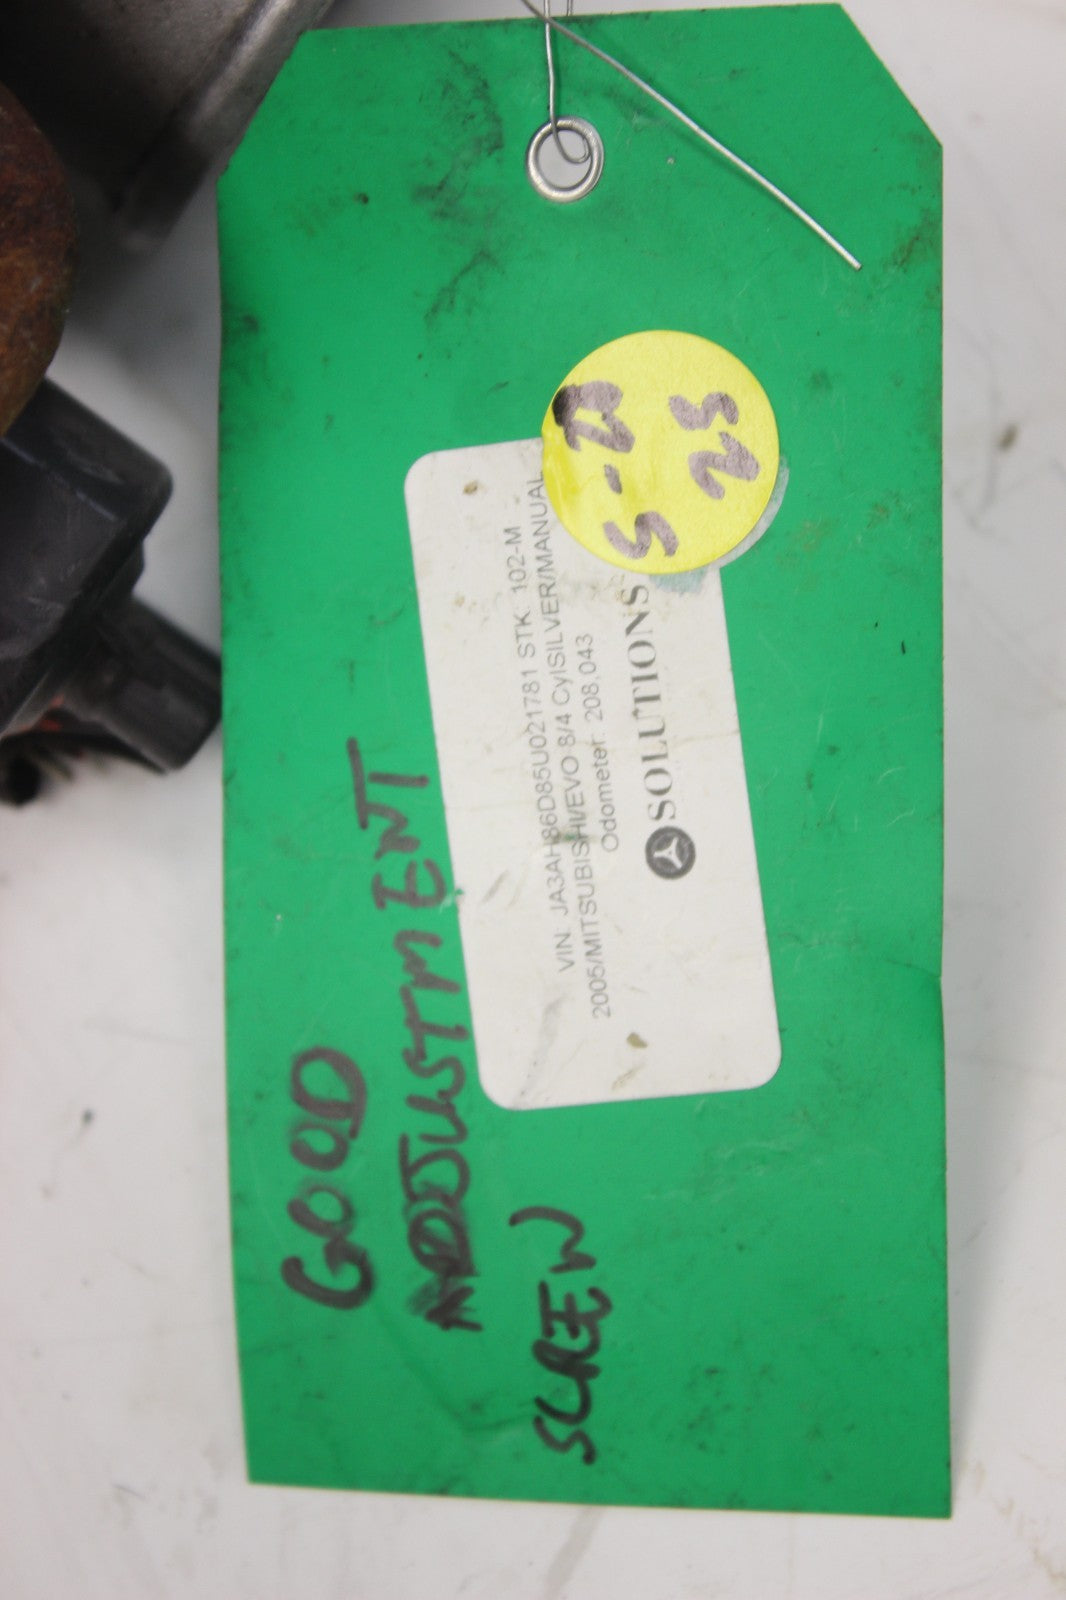 GOOD
ADJUSTMENT
SCREW
VIN: JA3AH86D85U021781 STK: 102-M
2005/MITSUBISHI/EVO 8/4 Cyl SILVER/MANUAL
Odometer: 208,043
SOLUTIONS
25